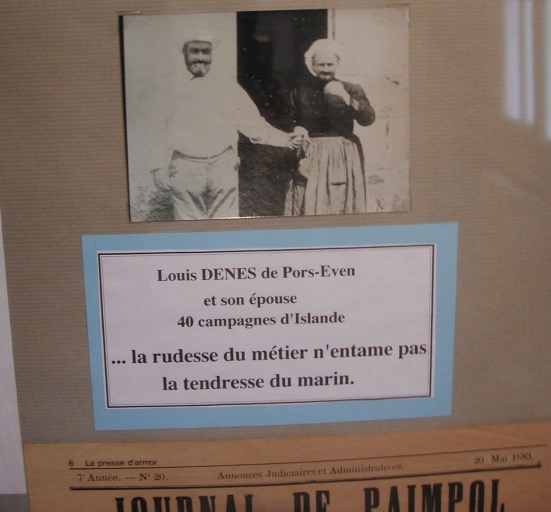 Louis DENES de Pors-Even
et son épouse
40 campagnes d'Islande
... la rudesse du métier n'entame pas
la tendresse du marin.
6 La presse d'armor
7e Année. — N° 20. Annonces Judiciaires et Administratives. 20 Mai 1883.
JOURNAL DE PAIMPOL